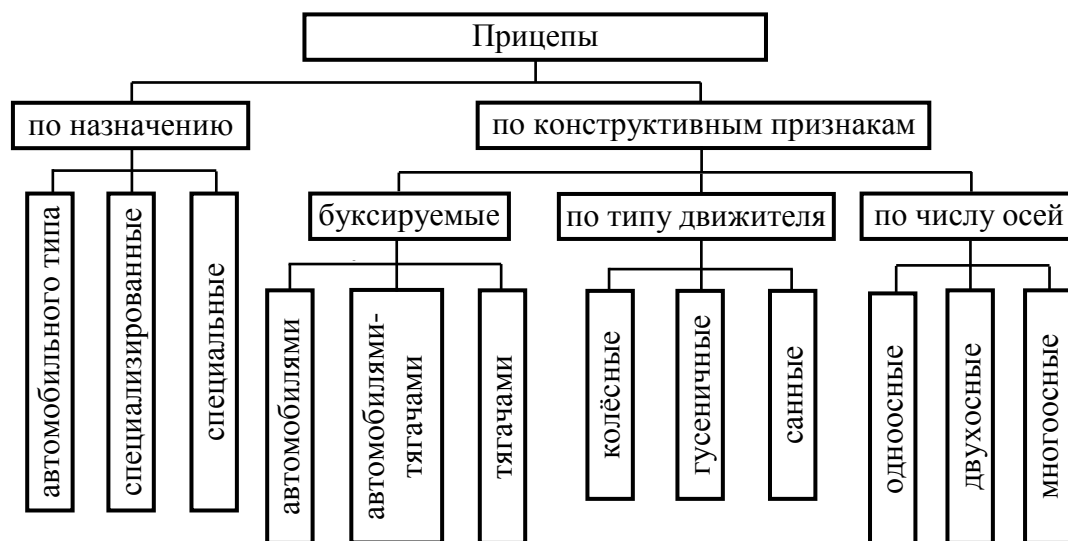 Прицепы
по назначению
по конструктивным признакам
автомобильного типа
специализированные
специальные
буксируемые
по типу движителя
по числу осей
автомобилями
автомобилями-
тягачами
тягачами
колёсные
гусеничные
санные
одноосные
двухосные
многоосные